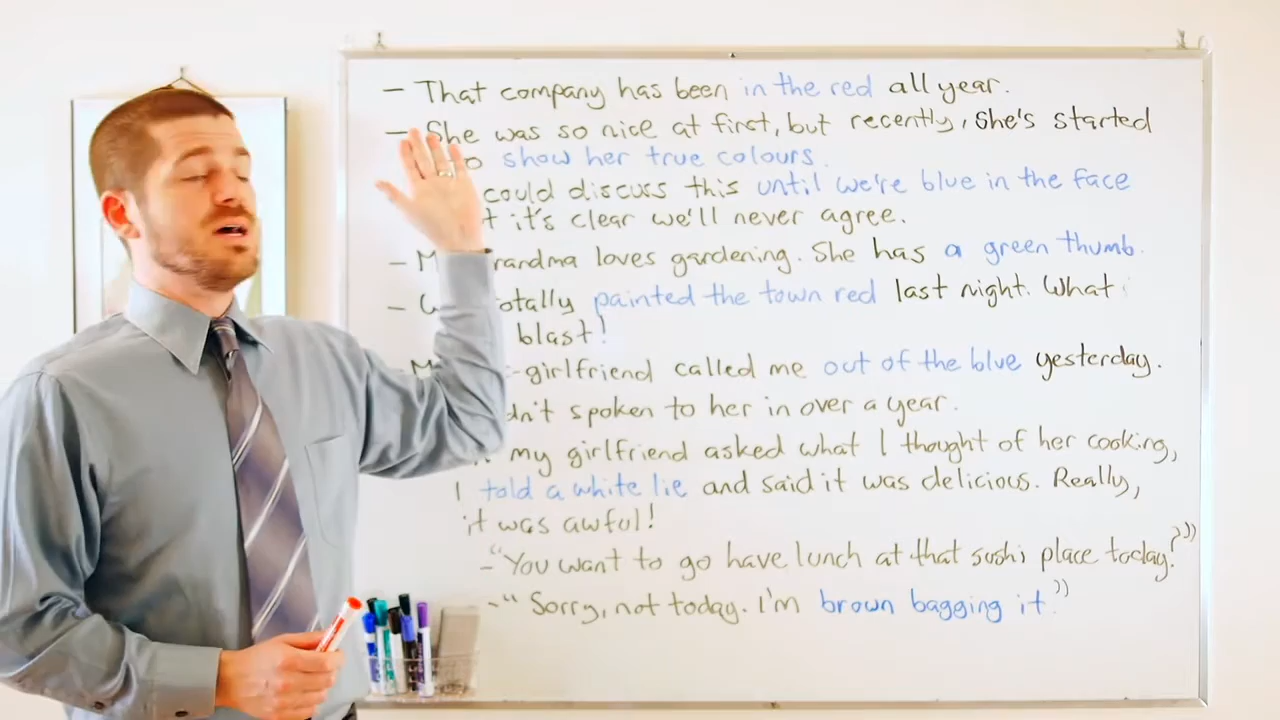 – That company has been in the red all year.
– She was so nice at first, but recently, she's started
show her true colours.
could discuss this until we're blue in the face
it's clear we'll never agree.
– loves gardening. She has a green thumb.
– painted the town red last night. What
blast!
-girlfriend called me out of the blue yesterday.
spoken to her in over a year.
my girlfriend asked what I thought of her cooking,
I told a white lie and said it was delicious. Really,
it was awful!
– "You want to go have lunch at that sushi place today?"
– "Sorry, not today. I'm brown bagging it."